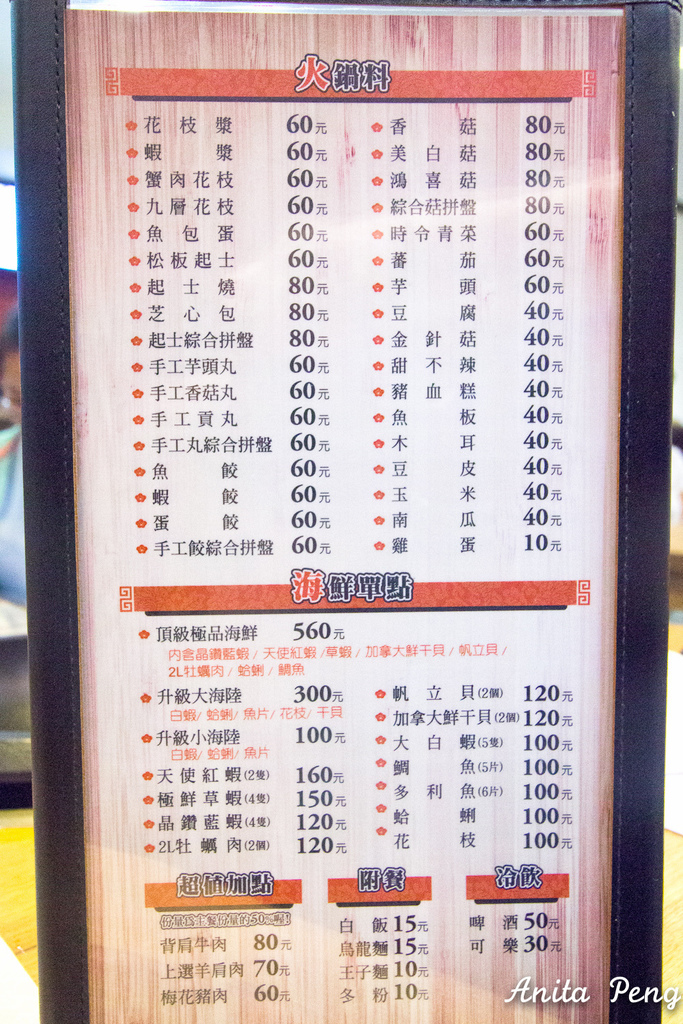 火鍋料
花枝漿 60元
蝦漿 60元
蟹肉花枝 60元
九層花枝 60元
魚包蛋 60元
松板起士 60元
起士燒 80元
芝心包 80元
起士綜合拼盤 80元
手工芋頭丸 60元
手工香菇丸 60元
手工貢丸 60元
手工丸綜合拼盤 60元
魚餃 60元
蝦餃 60元
蛋餃 60元
手工餃綜合拼盤 60元
香菇 80元
美白菇 80元
鴻喜菇 80元
綜合菇拼盤 80元
時令青菜 60元
蕃茄 60元
芋頭 60元
豆腐 40元
金針菇 40元
甜不辣 40元
豬血糕 40元
魚板 40元
木耳 40元
豆皮 40元
玉米 40元
南瓜 40元
雞蛋 10元
海鮮單點
頂級極品海鮮 560元
內含晶鑽藍蝦/天使紅蝦/草蝦/加拿大鮮干貝/帆立貝/
2L牡蠣肉/蛤蜊/鯛魚
升級大海陸 300元
白蝦/蛤蜊/魚片/花枝/干貝
升級小海陸 100元
白蝦/蛤蜊/魚片
天使紅蝦(2隻) 160元
極鮮草蝦(4隻) 150元
晶鑽藍蝦(4隻) 120元
2L牡蠣肉(2個) 120元
帆立貝(2個) 120元
加拿大鮮干貝(2個) 120元
大白蝦(5隻) 100元
鯛魚(5片) 100元
多利魚(6片) 100元
蛤蜊 100元
花枝 100元
超值加點
份量為主餐份量的50%喔!
背肩牛肉 80元
上選羊肩肉 70元
梅花豬肉 60元
附餐
白飯 15元
烏龍麵 15元
王子麵 10元
冬粉 10元
冷飲
啤酒 50元
可樂 30元
Anita Peng